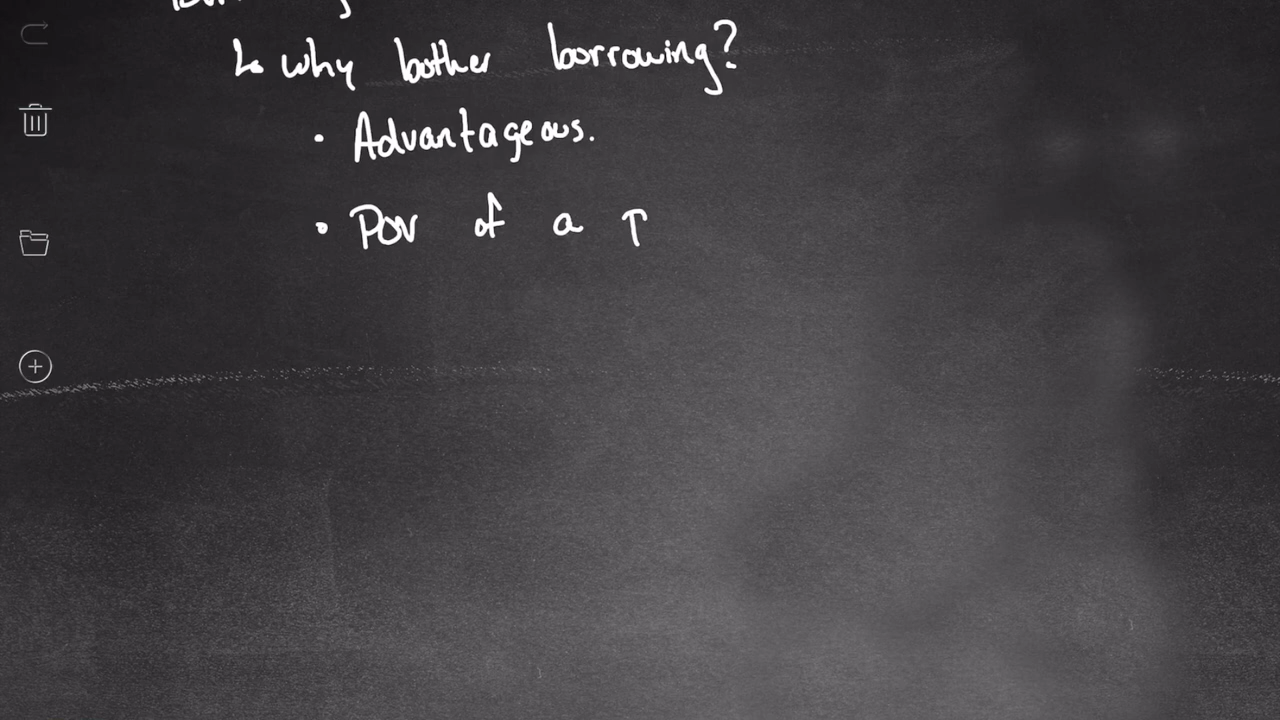 ↳ why bother borrowing?
• Advantageous.
• POV of a